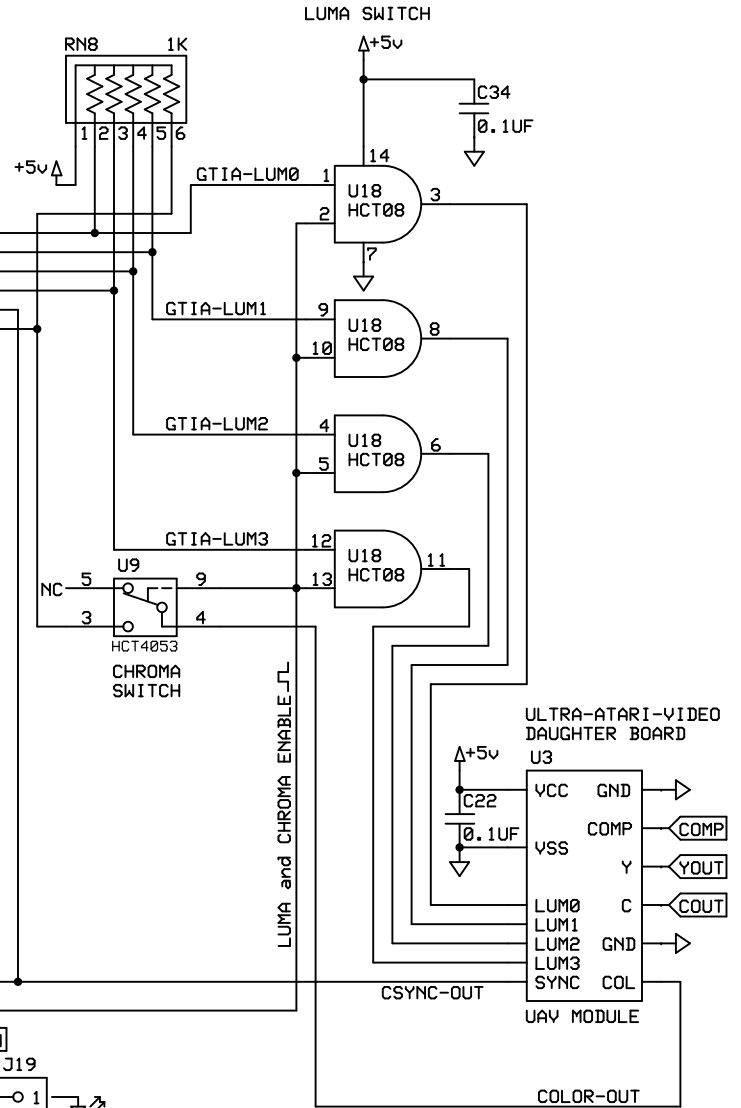 LUMA SWITCH
RN8 1K
+5v
C34
0.1UF
1 2 3 4 5 6
14
+5v
GTIA-LUM0 1
U18
HCT08
3
2
7
GTIA-LUM1 9
U18
HCT08
8
10
GTIA-LUM2 4
U18
HCT08
6
5
GTIA-LUM3 12
U18
HCT08
11
13
U9
NC 5 9
3 4
HCT4053
CHROMA
SWITCH
LUMA and CHROMA ENABLE
ULTRA-ATARI-VIDEO
DAUGHTER BOARD
+5v
U3
C22
0.1UF
VCC GND
COMP COMP
VSS
Y YOUT
LUM0 C COUT
LUM1
LUM2 GND
LUM3
SYNC COL
CSYNC-OUT
UAV MODULE
J19
1
COLOR-OUT